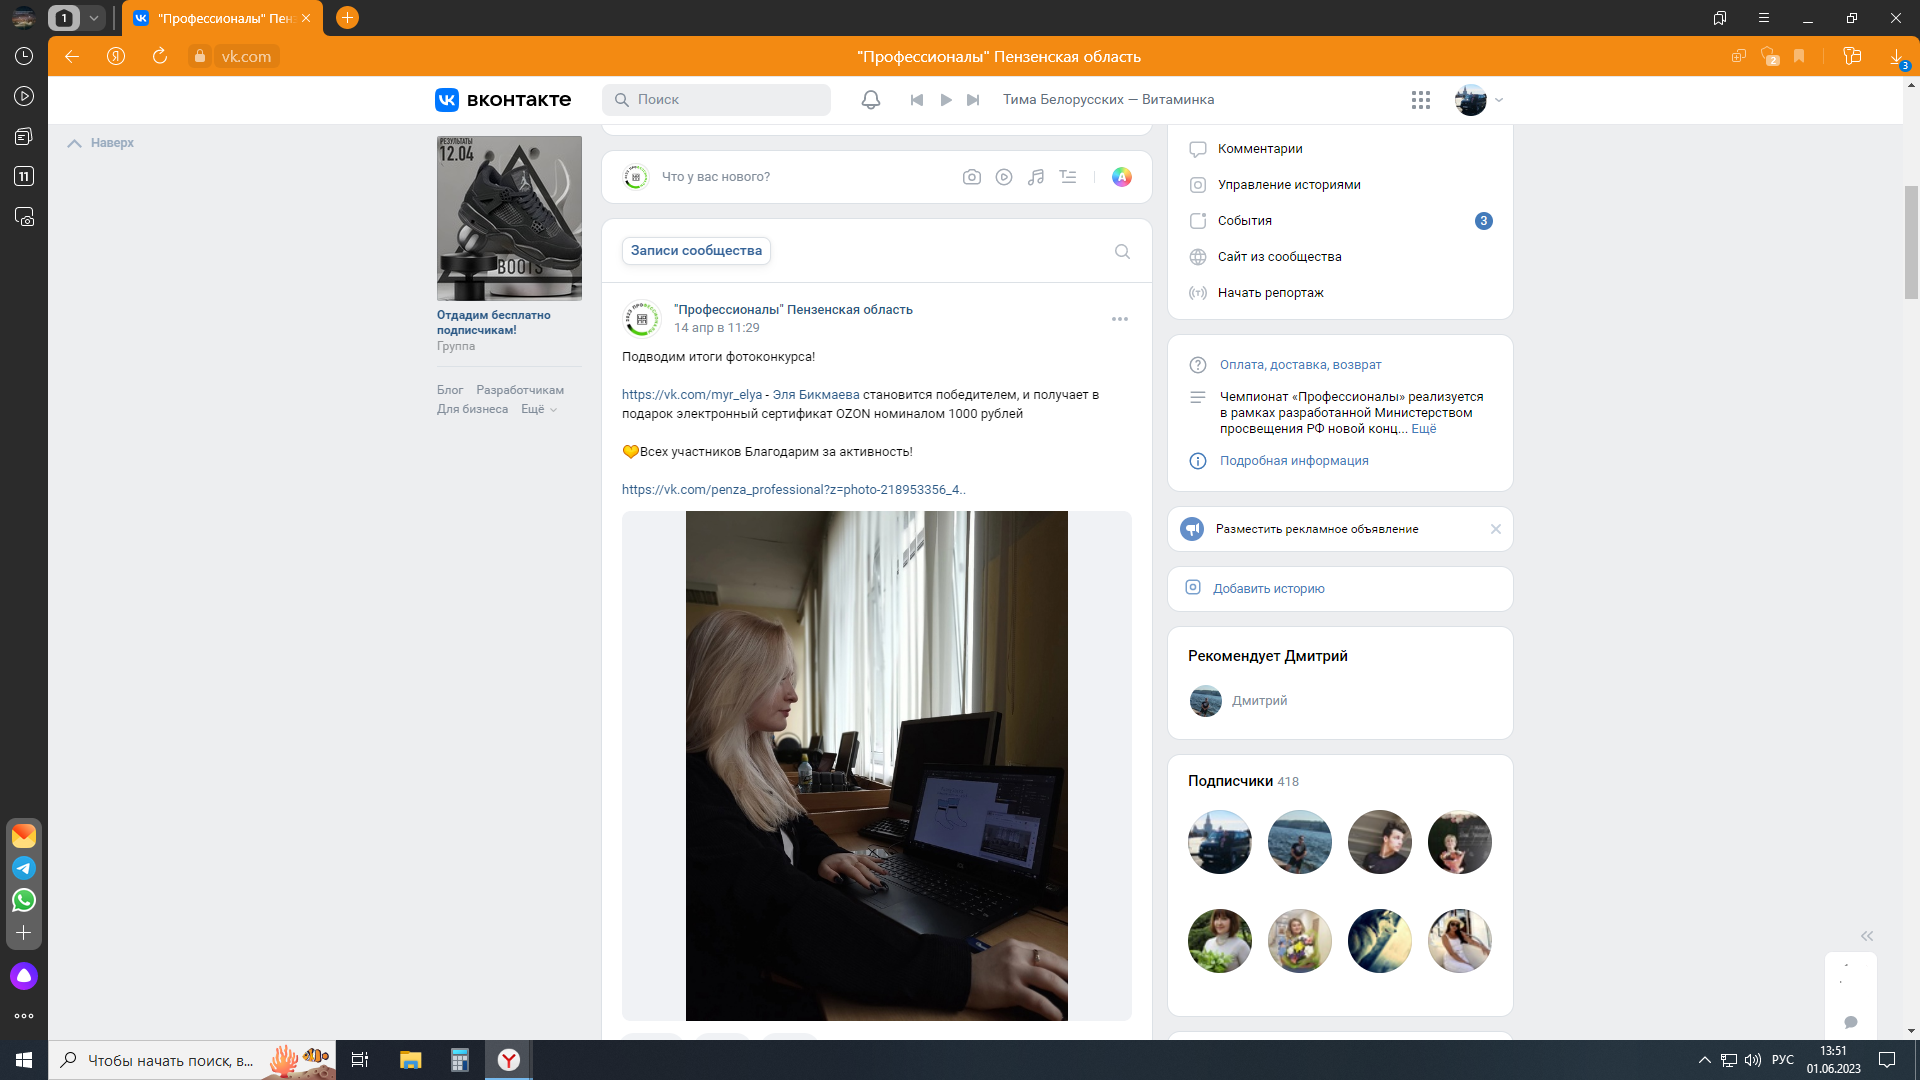 1
"Профессионалы" Пен
vk.com
"Профессионалы" Пензенская область
2
3
11
вконтакте
Поиск
Тима Белорусских — Витаминка
Наверх
РЕЗУЛЬТАТЫ
12.04
BOOTS
Отдадим бесплатно
подписчикам!
Группа
Блог Разработчикам
Для бизнеса Ещё
Что у вас нового?
Записи сообщества
"Профессионалы" Пензенская область
14 апр в 11:29
Подводим итоги фотоконкурса!
https://vk.com/myr_elya - Эля Бикмаева становится победителем, и получает в
подарок электронный сертификат OZON номиналом 1000 рублей
Всех участников Благодарим за активность!
https://vk.com/penza_professional?z=photo-218953356_4..
Комментарии
Управление историями
События 3
Сайт из сообщества
Начать репортаж
Оплата, доставка, возврат
Чемпионат «Профессионалы» реализуется
в рамках разработанной Министерством
просвещения РФ новой конц... Ещё
Подробная информация
Разместить рекламное объявление
Добавить историю
Рекомендует Дмитрий
Дмитрий
Подписчики 418
Чтобы начать поиск, в...
РУС
13:51
01.06.2023